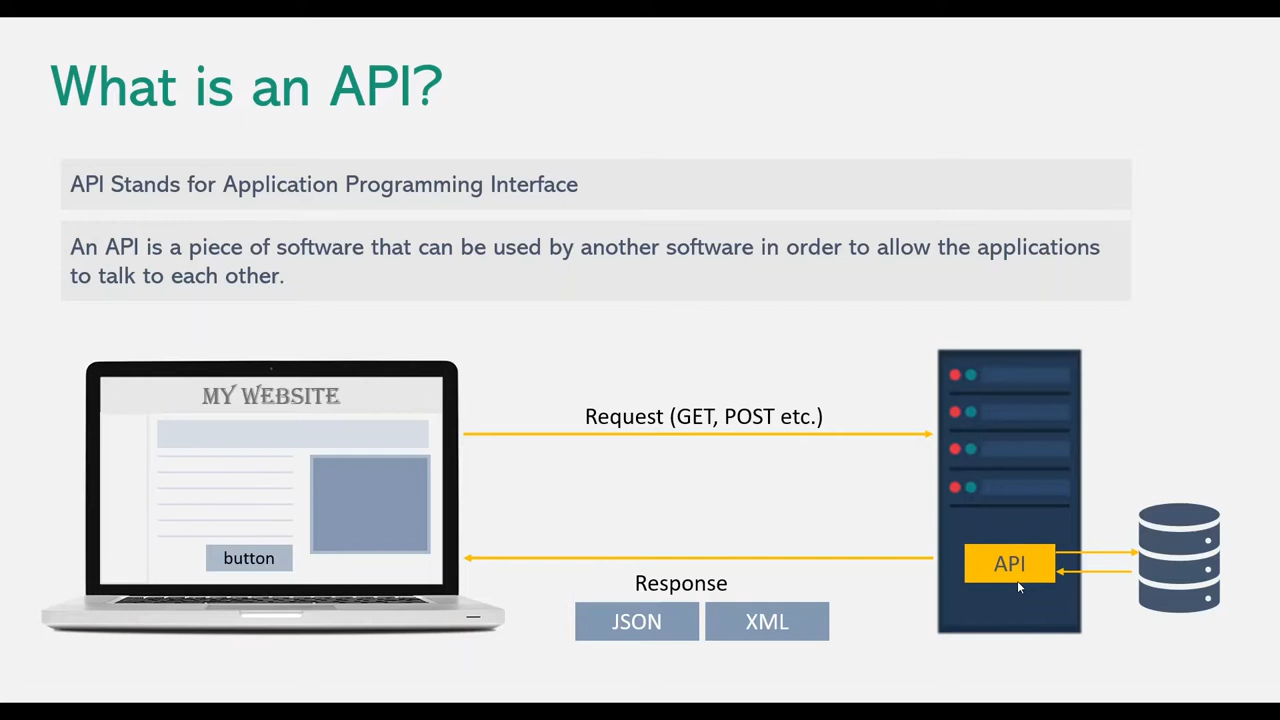 What is an API?
API Stands for Application Programming Interface
An API is a piece of software that can be used by another software in order to allow the applications
to talk to each other.
MY WEBSITE
button
Request (GET, POST etc.)
Response
JSON
XML
API